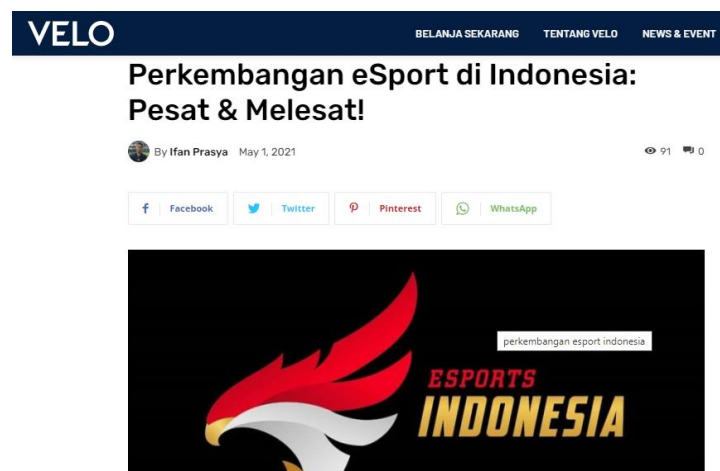 VELO
BELANJA SEKARANG TENTANG VELO NEWS & EVENT
Perkembangan eSport di Indonesia:
Pesat & Melesat!
By Ifan Prasya May 1, 2021 91 0
Facebook Twitter Pinterest WhatsApp
perkembangan esport indonesia
ESPORTS
INDONESIA